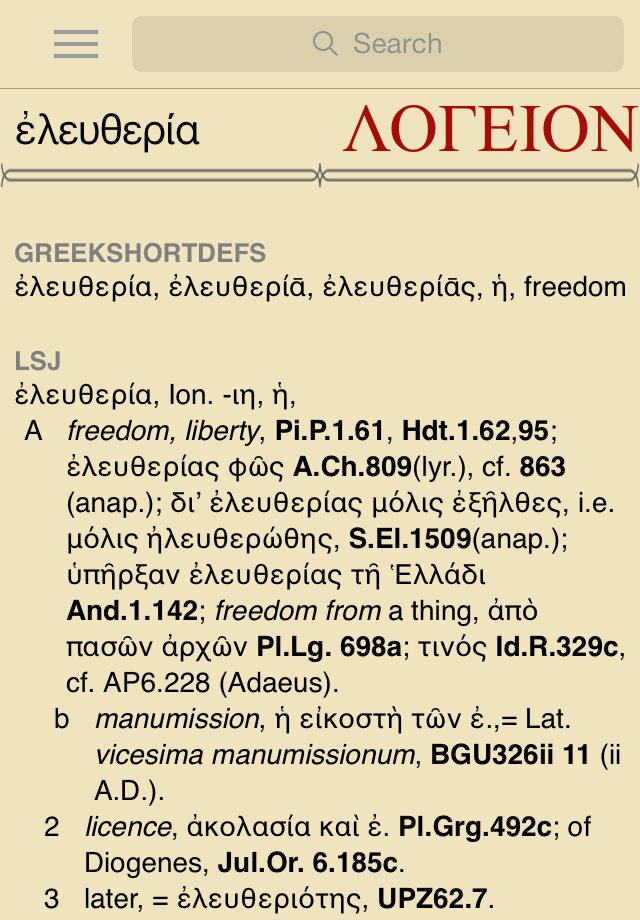 Search
ἐλευθερία
ΛΟΓΕΙΟΝ
GREEKSHORTDEFS
ἐλευθερία, ἐλευθερίᾱ, ἐλευθερίᾱς, ἡ, freedom
LSJ
ἐλευθερία, Ion. -ιη, ἡ,
A freedom, liberty, Pi.P.1.61, Hdt.1.62,95;
ἐλευθερίας φῶς A.Ch.809(lyr.), cf. 863
(anap.); δι’ ἐλευθερίας μόλις ἐξῆλθες, i.e.
μόλις ἠλευθερώθης, S.El.1509(anap.);
ὑπῆρξαν ἐλευθερίας τῆ Ἑλλάδι
And.1.142; freedom from a thing, ἀπὸ
πασῶν ἀρχῶν Pl.Lg. 698a; τινός Id.R.329c,
cf. AP6.228 (Adaeus).
b manumission, ἡ εἰκοστὴ τῶν ἐ.,= Lat.
vicesima manumissionum, BGU326ii 11 (ii
A.D.).
2 licence, ἀκολασία καὶ ἐ. Pl.Grg.492c; of
Diogenes, Jul.Or. 6.185c.
3 later, = ἐλευθεριότης, UPZ62.7.